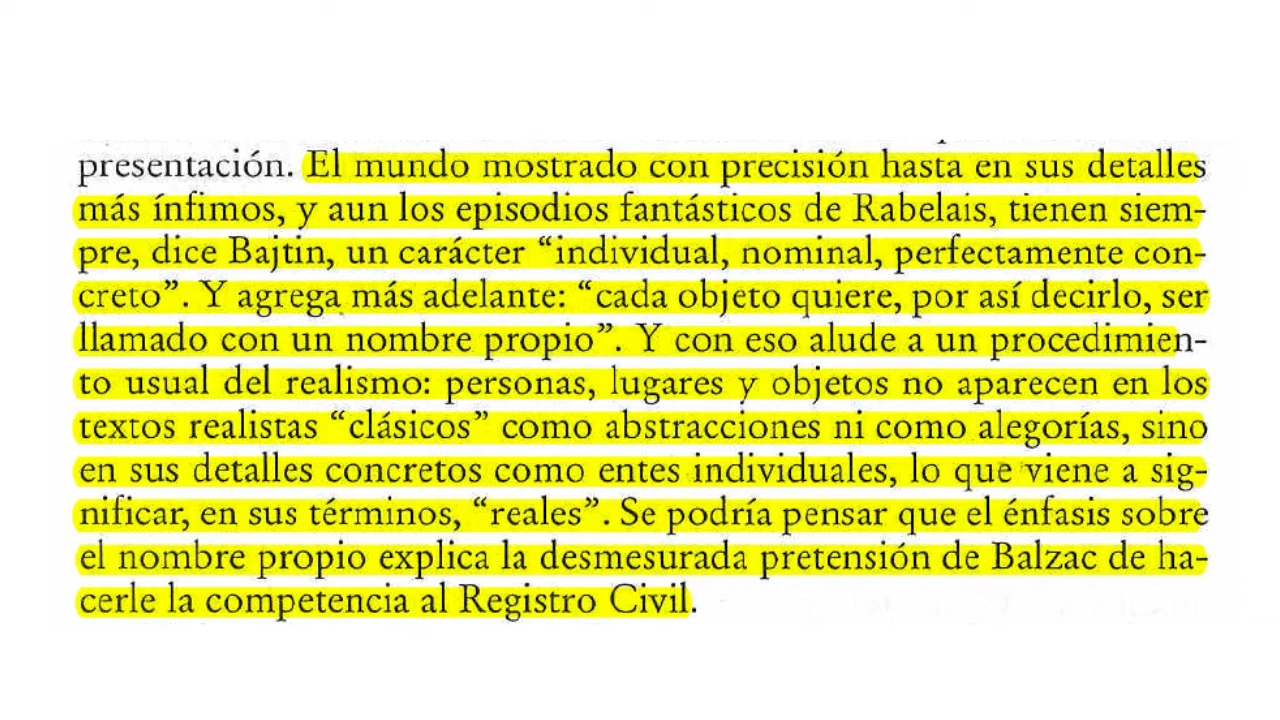 presentación. El mundo mostrado con precisión hasta en sus detalles
más ínfimos, y aun los episodios fantásticos de Rabelais, tienen siem-
pre, dice Bajtin, un carácter “individual, nominal, perfectamente con-
creto”. Y agrega más adelante: “cada objeto quiere, por así decirlo, ser
llamado con un nombre propio”. Y con eso alude a un procedimien-
to usual del realismo: personas, lugares y objetos no aparecen en los
textos realistas “clásicos” como abstracciones ni como alegorías, sino
en sus detalles concretos como entes individuales, lo que viene a sig-
nificar, en sus términos, “reales”. Se podría pensar que el énfasis sobre
el nombre propio explica la desmesurada pretensión de Balzac de ha-
cerle la competencia al Registro Civil.